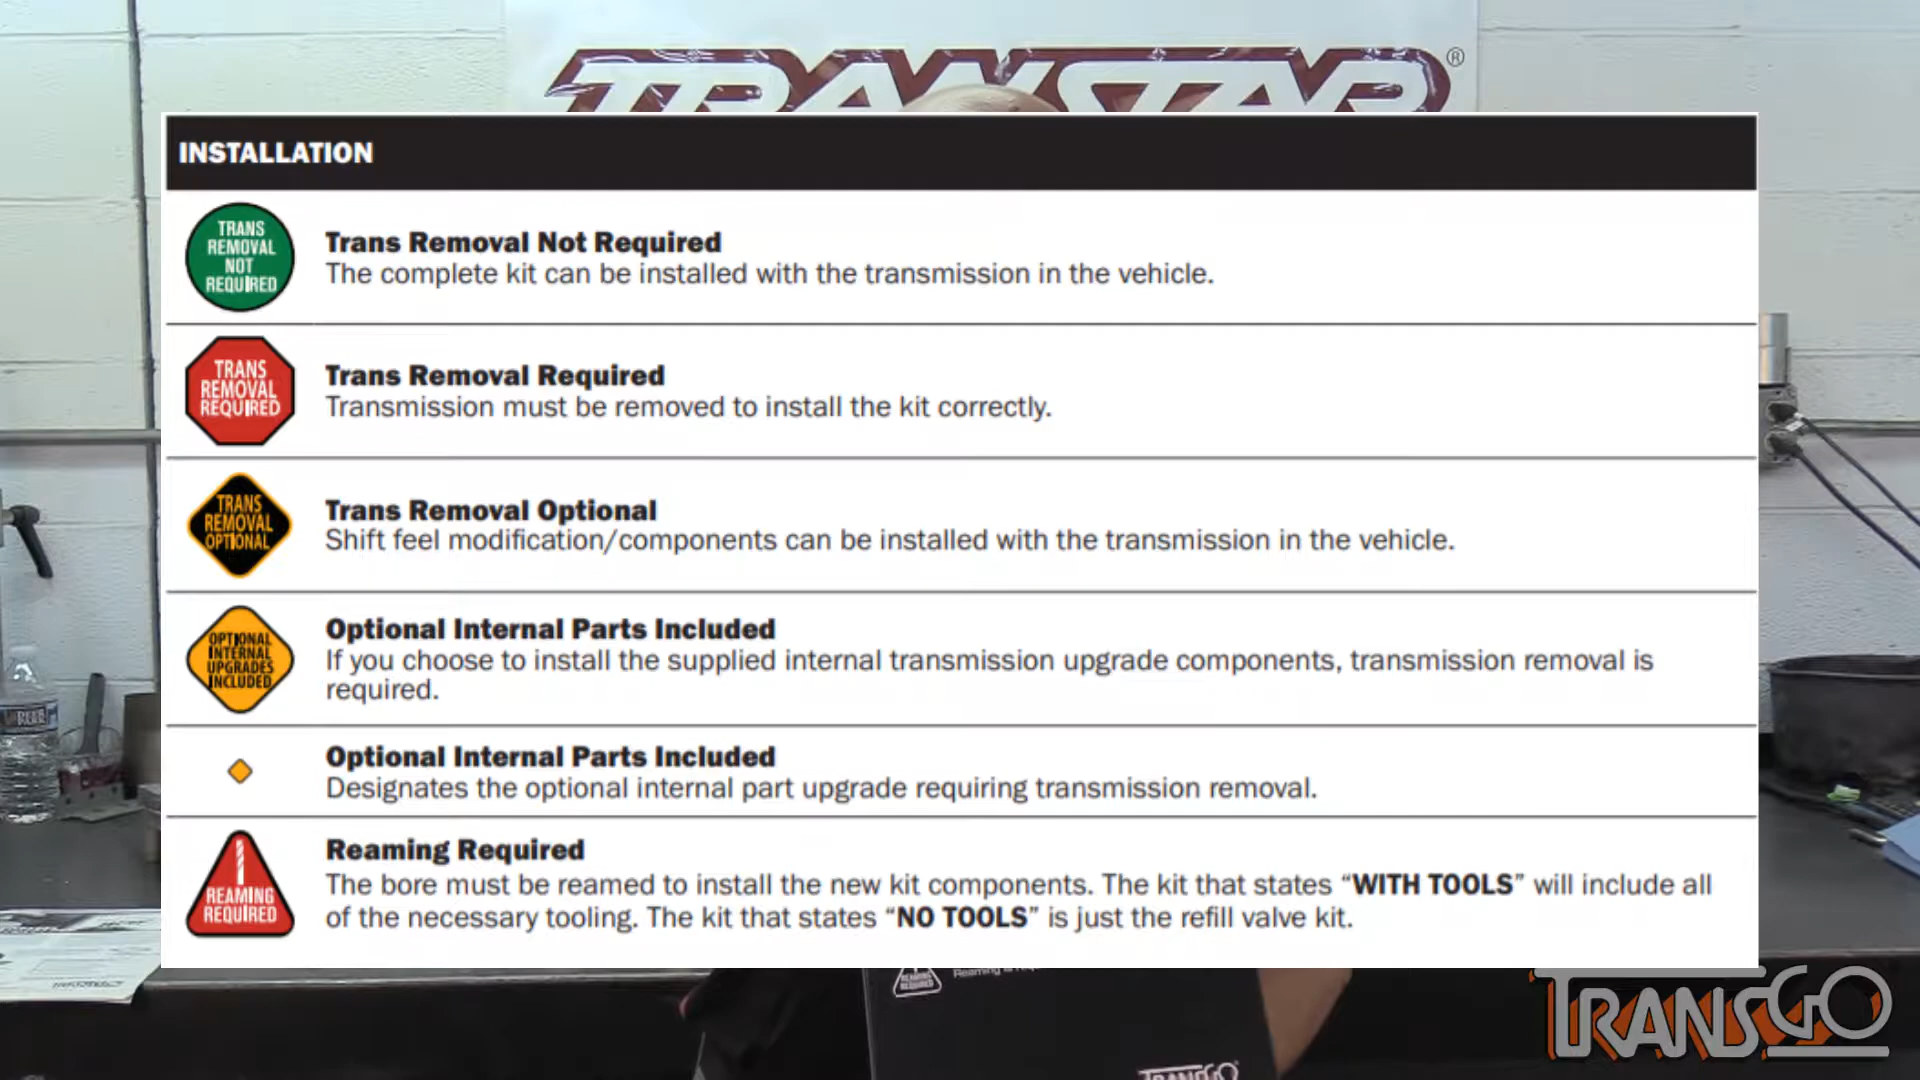 TRANSTAR®
INSTALLATION
TRANS
REMOVAL
NOT
REQUIRED
Trans Removal Not Required
The complete kit can be installed with the transmission in the vehicle.
TRANS
REMOVAL
REQUIRED
Trans Removal Required
Transmission must be removed to install the kit correctly.
TRANS
REMOVAL
OPTIONAL
Trans Removal Optional
Shift feel modification/components can be installed with the transmission in the vehicle.
OPTIONAL
INTERNAL
UPGRADES
INCLUDED
Optional Internal Parts Included
If you choose to install the supplied internal transmission upgrade components, transmission removal is
required.
Optional Internal Parts Included
Designates the optional internal part upgrade requiring transmission removal.
REAMING
REQUIRED
Reaming Required
The bore must be reamed to install the new kit components. The kit that states “WITH TOOLS” will include all
of the necessary tooling. The kit that states “NO TOOLS” is just the refill valve kit.
REAMING
REQUIRED
Reaming
TRANSGO
TRANSGO